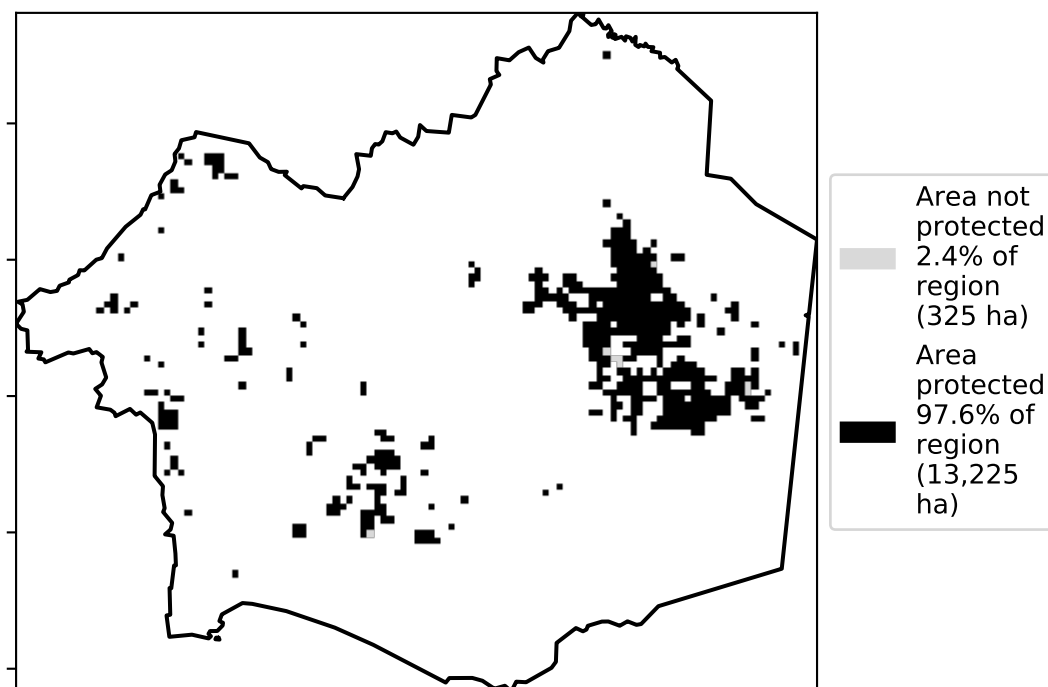 Area not
protected
2.4% of
region
(325 ha)
Area
protected
97.6% of
region
(13,225
ha)